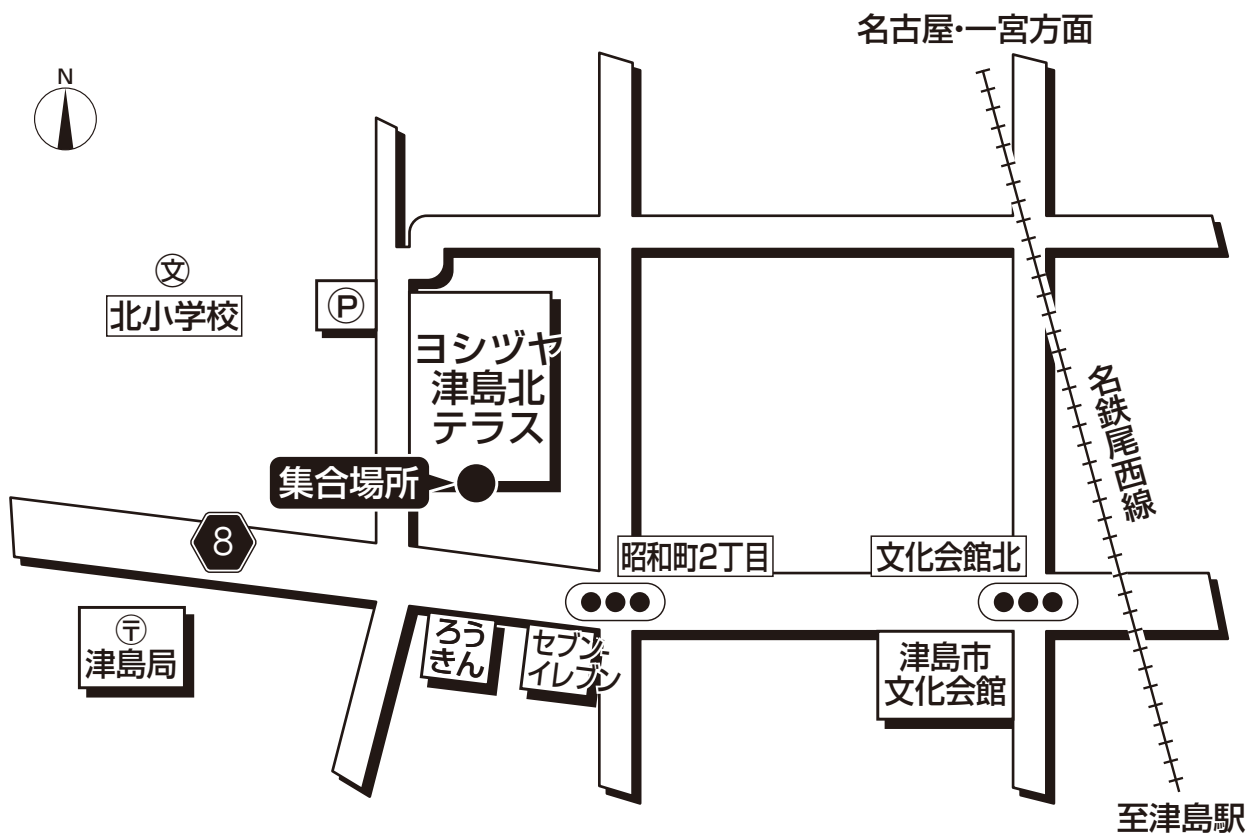 名古屋・一宮方面
N
文
北小学校
P
ヨシヅヤ
津島北
テラス
名鉄尾西線
集合場所
8
昭和町2丁目
文化会館北
〒
津島局
ろう
きん
セブン-
イレブン
津島市
文化会館
至津島駅